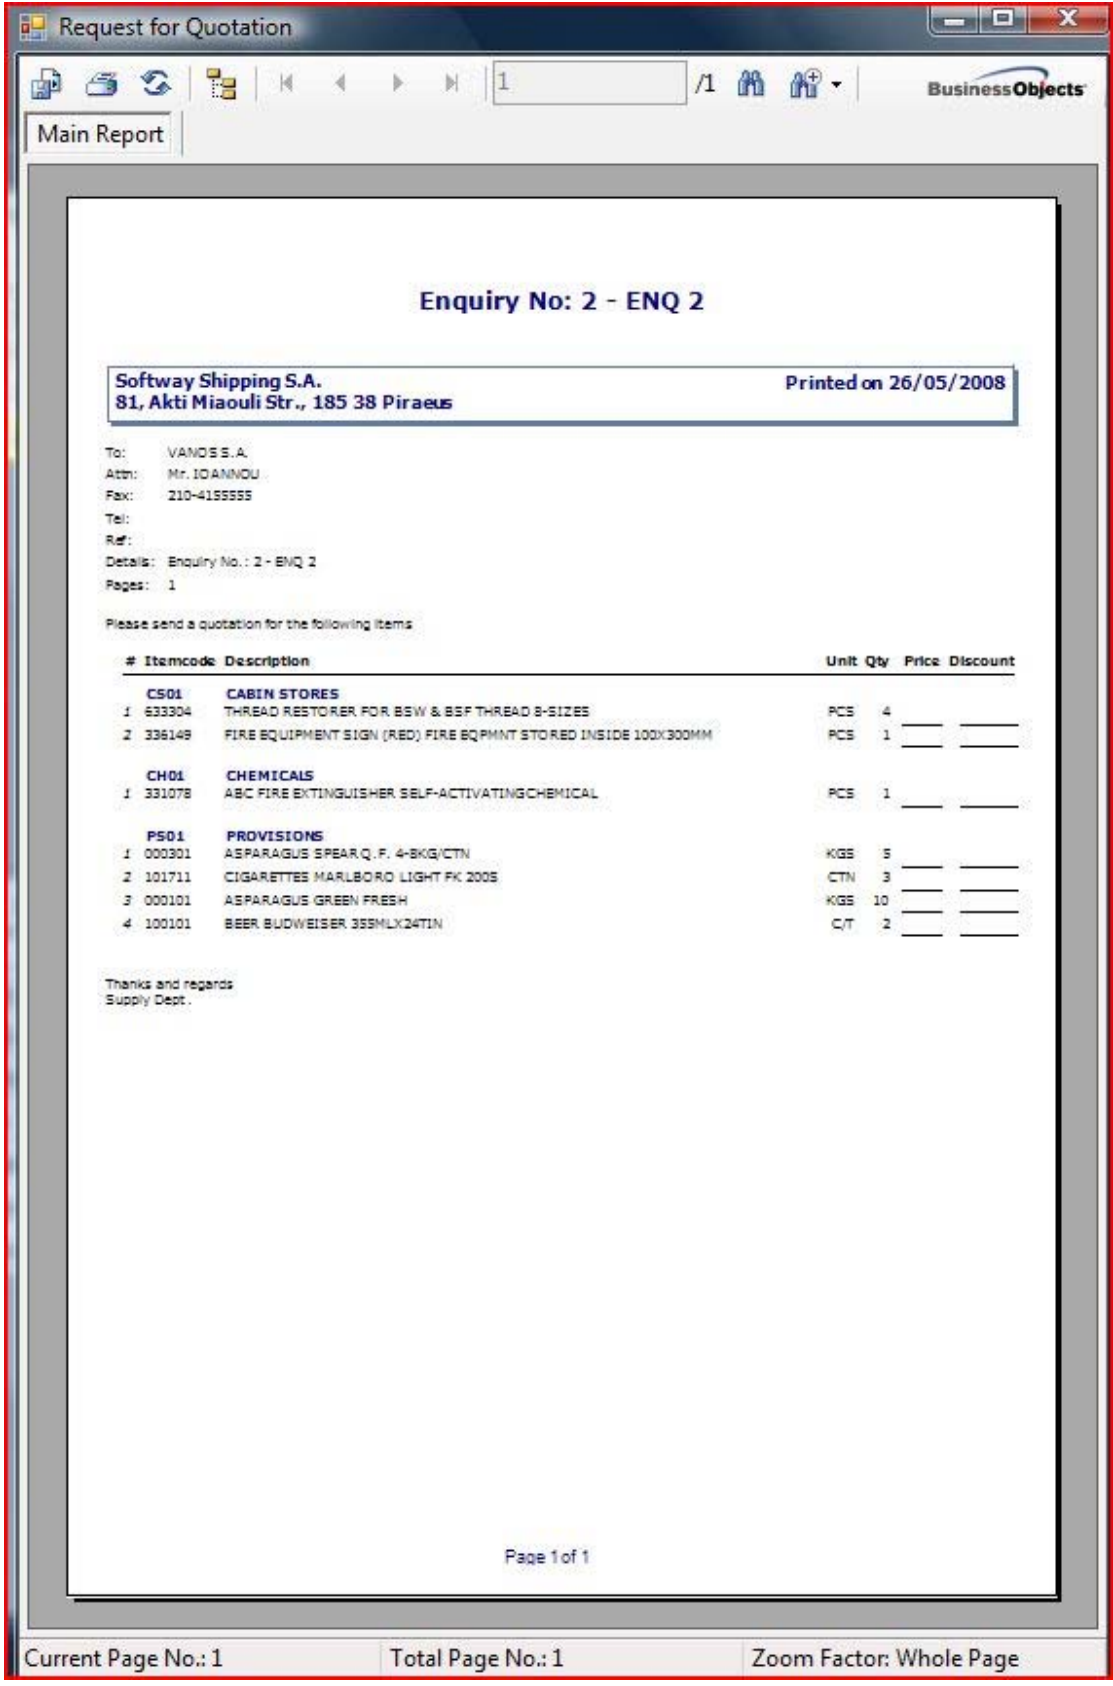 Request for Quotation
1 /1 BusinessObjects
Main Report
Enquiry No: 2 - ENQ 2
Softway Shipping S.A. Printed on 26/05/2008
81, Akti Miaouli Str., 185 38 Piraeus
To: VANOS S.A.
Attn: Mr. IOANNOU
Fax: 210-4155555
Tel:
Ref:
Details: Enquiry No.: 2 - ENQ 2
Pages: 1
Please send a quotation for the following items
# Itemcode Description Unit Qty Price Discount
CS01 CABIN STORES
1 633304 THREAD RESTORER FOR BSW & BSF THREAD 8-SIZES PCS 4
2 336149 FIRE EQUIPMENT SIGN (RED) FIRE EQPMNT STORED INSIDE 100X300MM PCS 1
CH01 CHEMICALS
1 331078 ABC FIRE EXTINGUISHER SELF-ACTIVATINGCHEMICAL PCS 1
PS01 PROVISIONS
1 000301 ASPARAGUS SPEAR Q.F. 4-8KG/CTN KGS 5
2 101711 CIGARETTES MARLBORO LIGHT FK 200S CTN 3
3 000101 ASPARAGUS GREEN FRESH KGS 10
4 100101 BEER BUDWEISER 355MLX24TIN C/T 2
Thanks and regards
Supply Dept.
Page 1 of 1
Current Page No.: 1 Total Page No.: 1 Zoom Factor: Whole Page